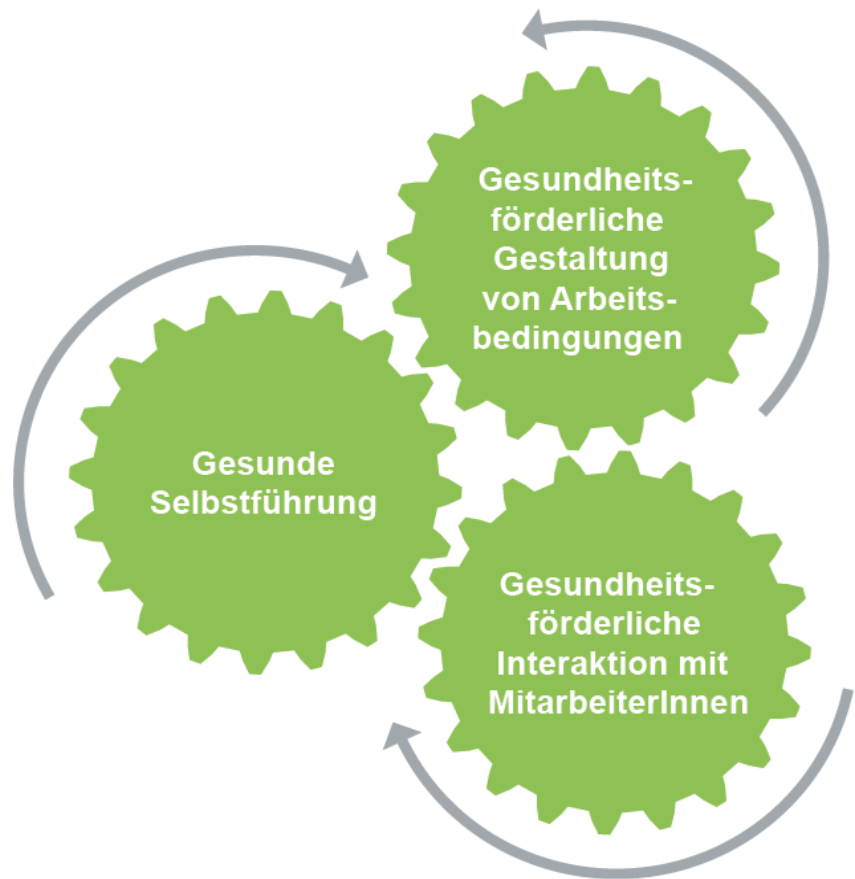 Gesundheits-
förderliche
Gestaltung
von Arbeits-
bedingungen
Gesunde
Selbstführung
Gesundheits-
förderliche
Interaktion mit
MitarbeiterInnen